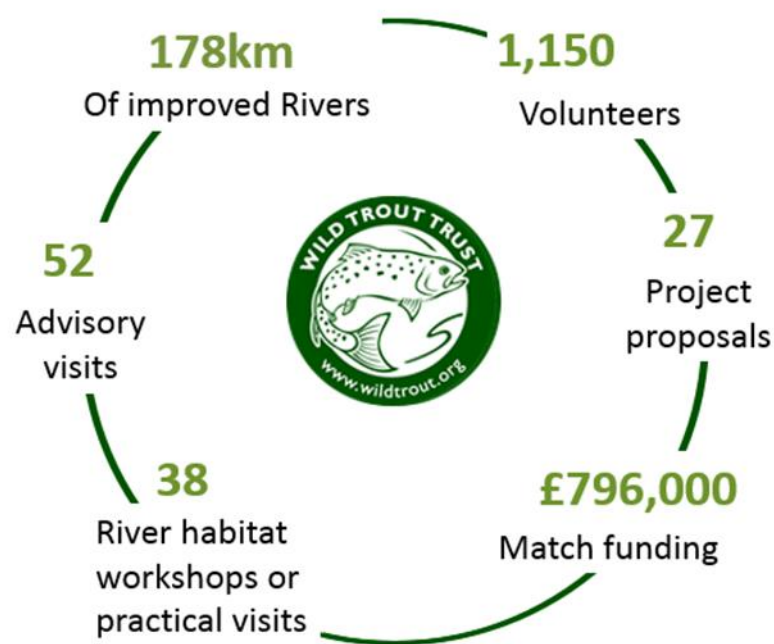 178km
Of improved Rivers
1,150
Volunteers
27
Project
proposals
£796,000
Match funding
38
River habitat
workshops or
practical visits
52
Advisory
visits
WILD TROUT TRUST
www.wildtrout.org